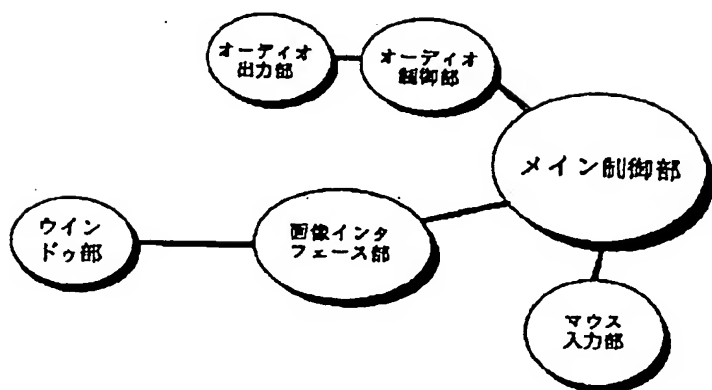 オーディオ
出力部
オーディオ
制御部
メイン制御部
ウイン
ドゥ部
画像インタ
フェース部
マウス
入力部